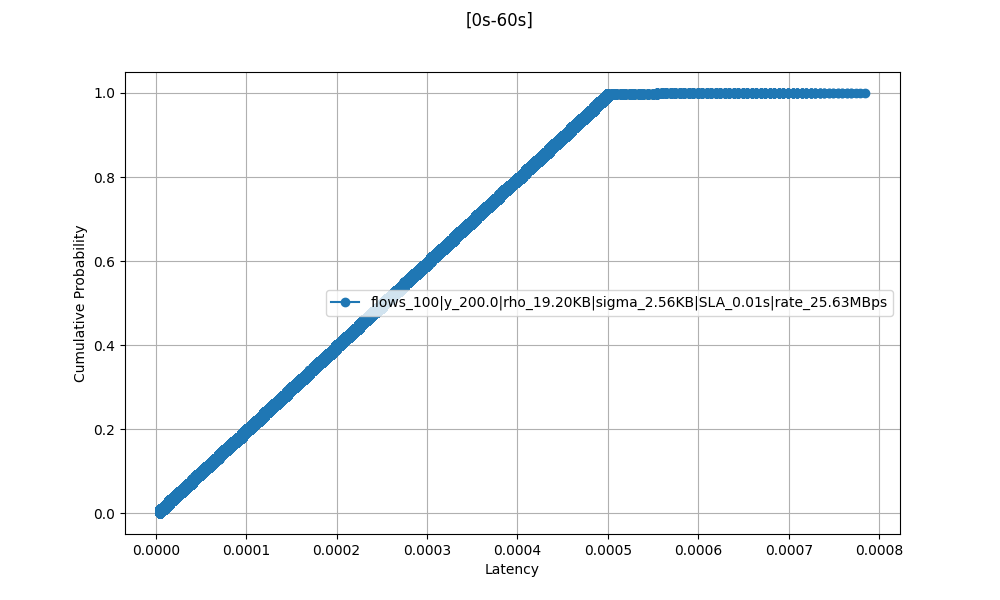 [0s-60s]
1.0
0.8
0.6
0.4
0.2
0.0
Cumulative Probability
flows_100|y_200.0|rho_19.20KB|sigma_2.56KB|SLA_0.01s|rate_25.63MBps
0.0000 0.0001 0.0002 0.0003 0.0004 0.0005 0.0006 0.0007 0.0008
Latency